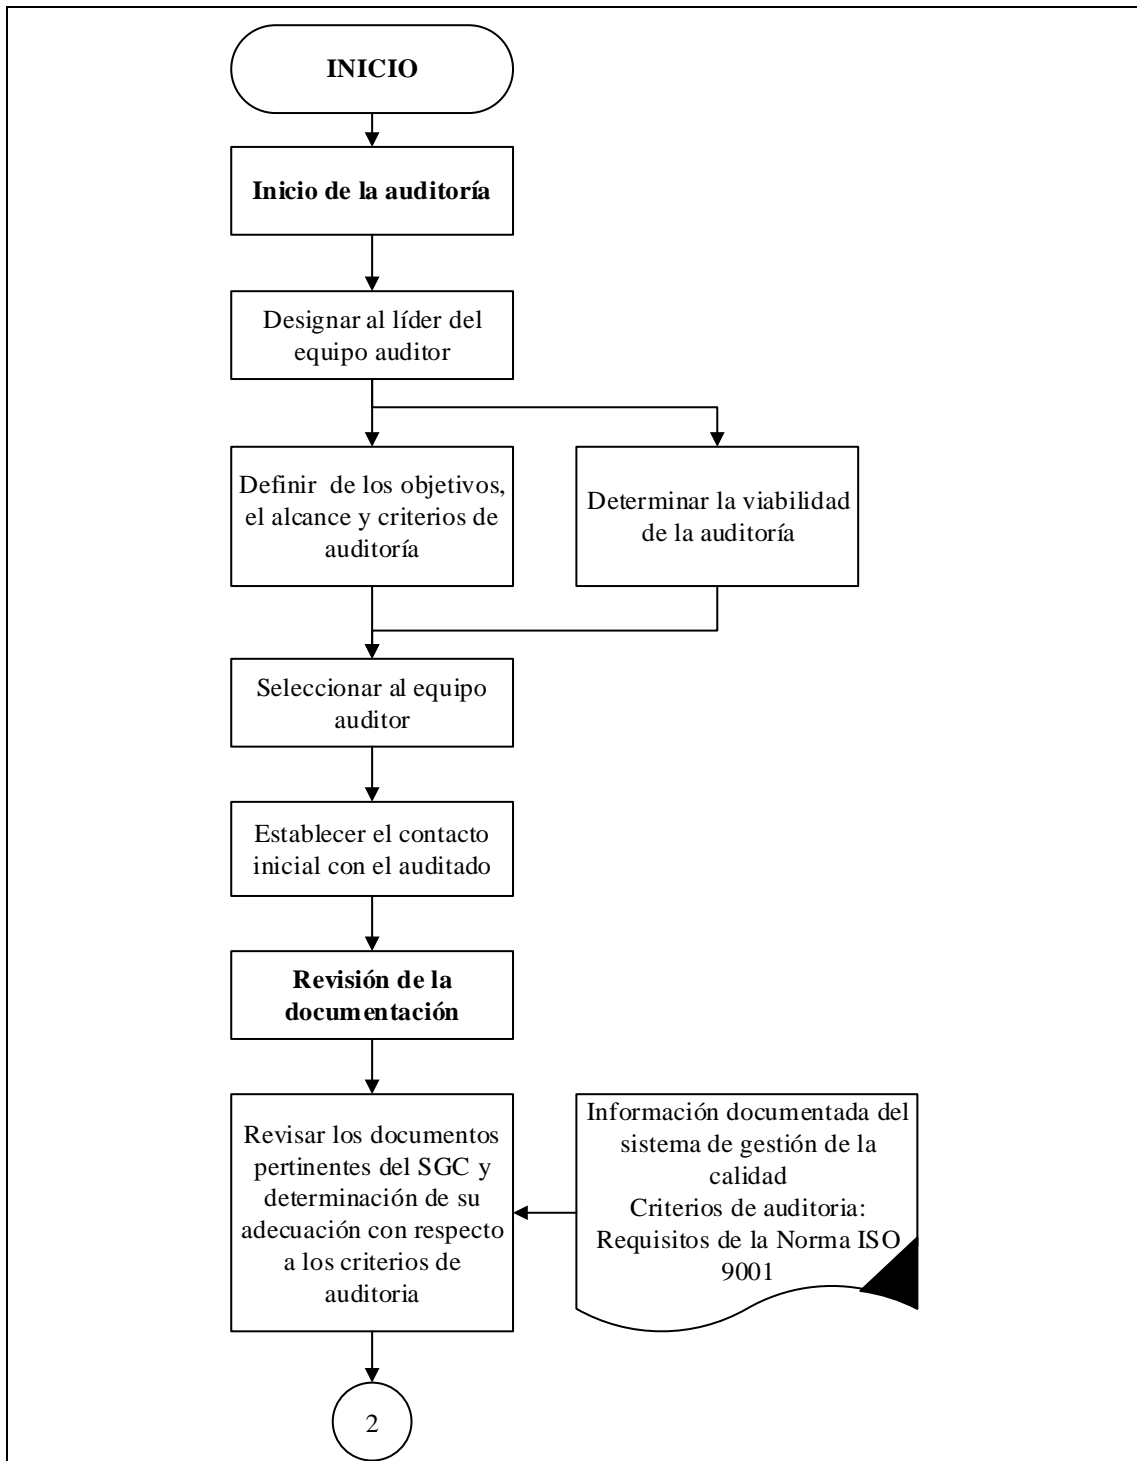 INICIO
Inicio de la auditoría
Designar al líder del
equipo auditor
Definir de los objetivos,
el alcance y criterios de
auditoría
Determinar la viabilidad
de la auditoría
Seleccionar al equipo
auditor
Establecer el contacto
inicial con el auditado
Revisión de la
documentación
Revisar los documentos
pertinentes del SGC y
determinación de su
adecuación con respecto
a los criterios de
auditoria
Información documentada del
sistema de gestión de la
calidad
Criterios de auditoria:
Requisitos de la Norma ISO
9001
2